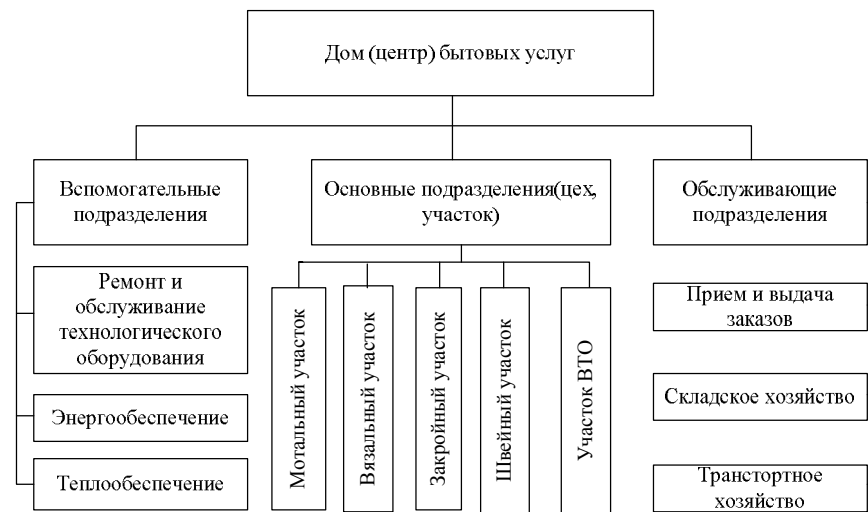 Дом (центр) бытовых услуг
Вспомогательные
подразделения
Основные подразделения(цех,
участок)
Обслуживающие
подразделения
Ремонт и
обслуживание
технологического
оборудования
Энергообеспечение
Теплообеспечение
Мотальный участок
Вязальный участок
Закройный участок
Швейный участок
Участок ВТО
Прием и выдача
заказов
Складское хозяйство
ТрансTортное
хозяйство